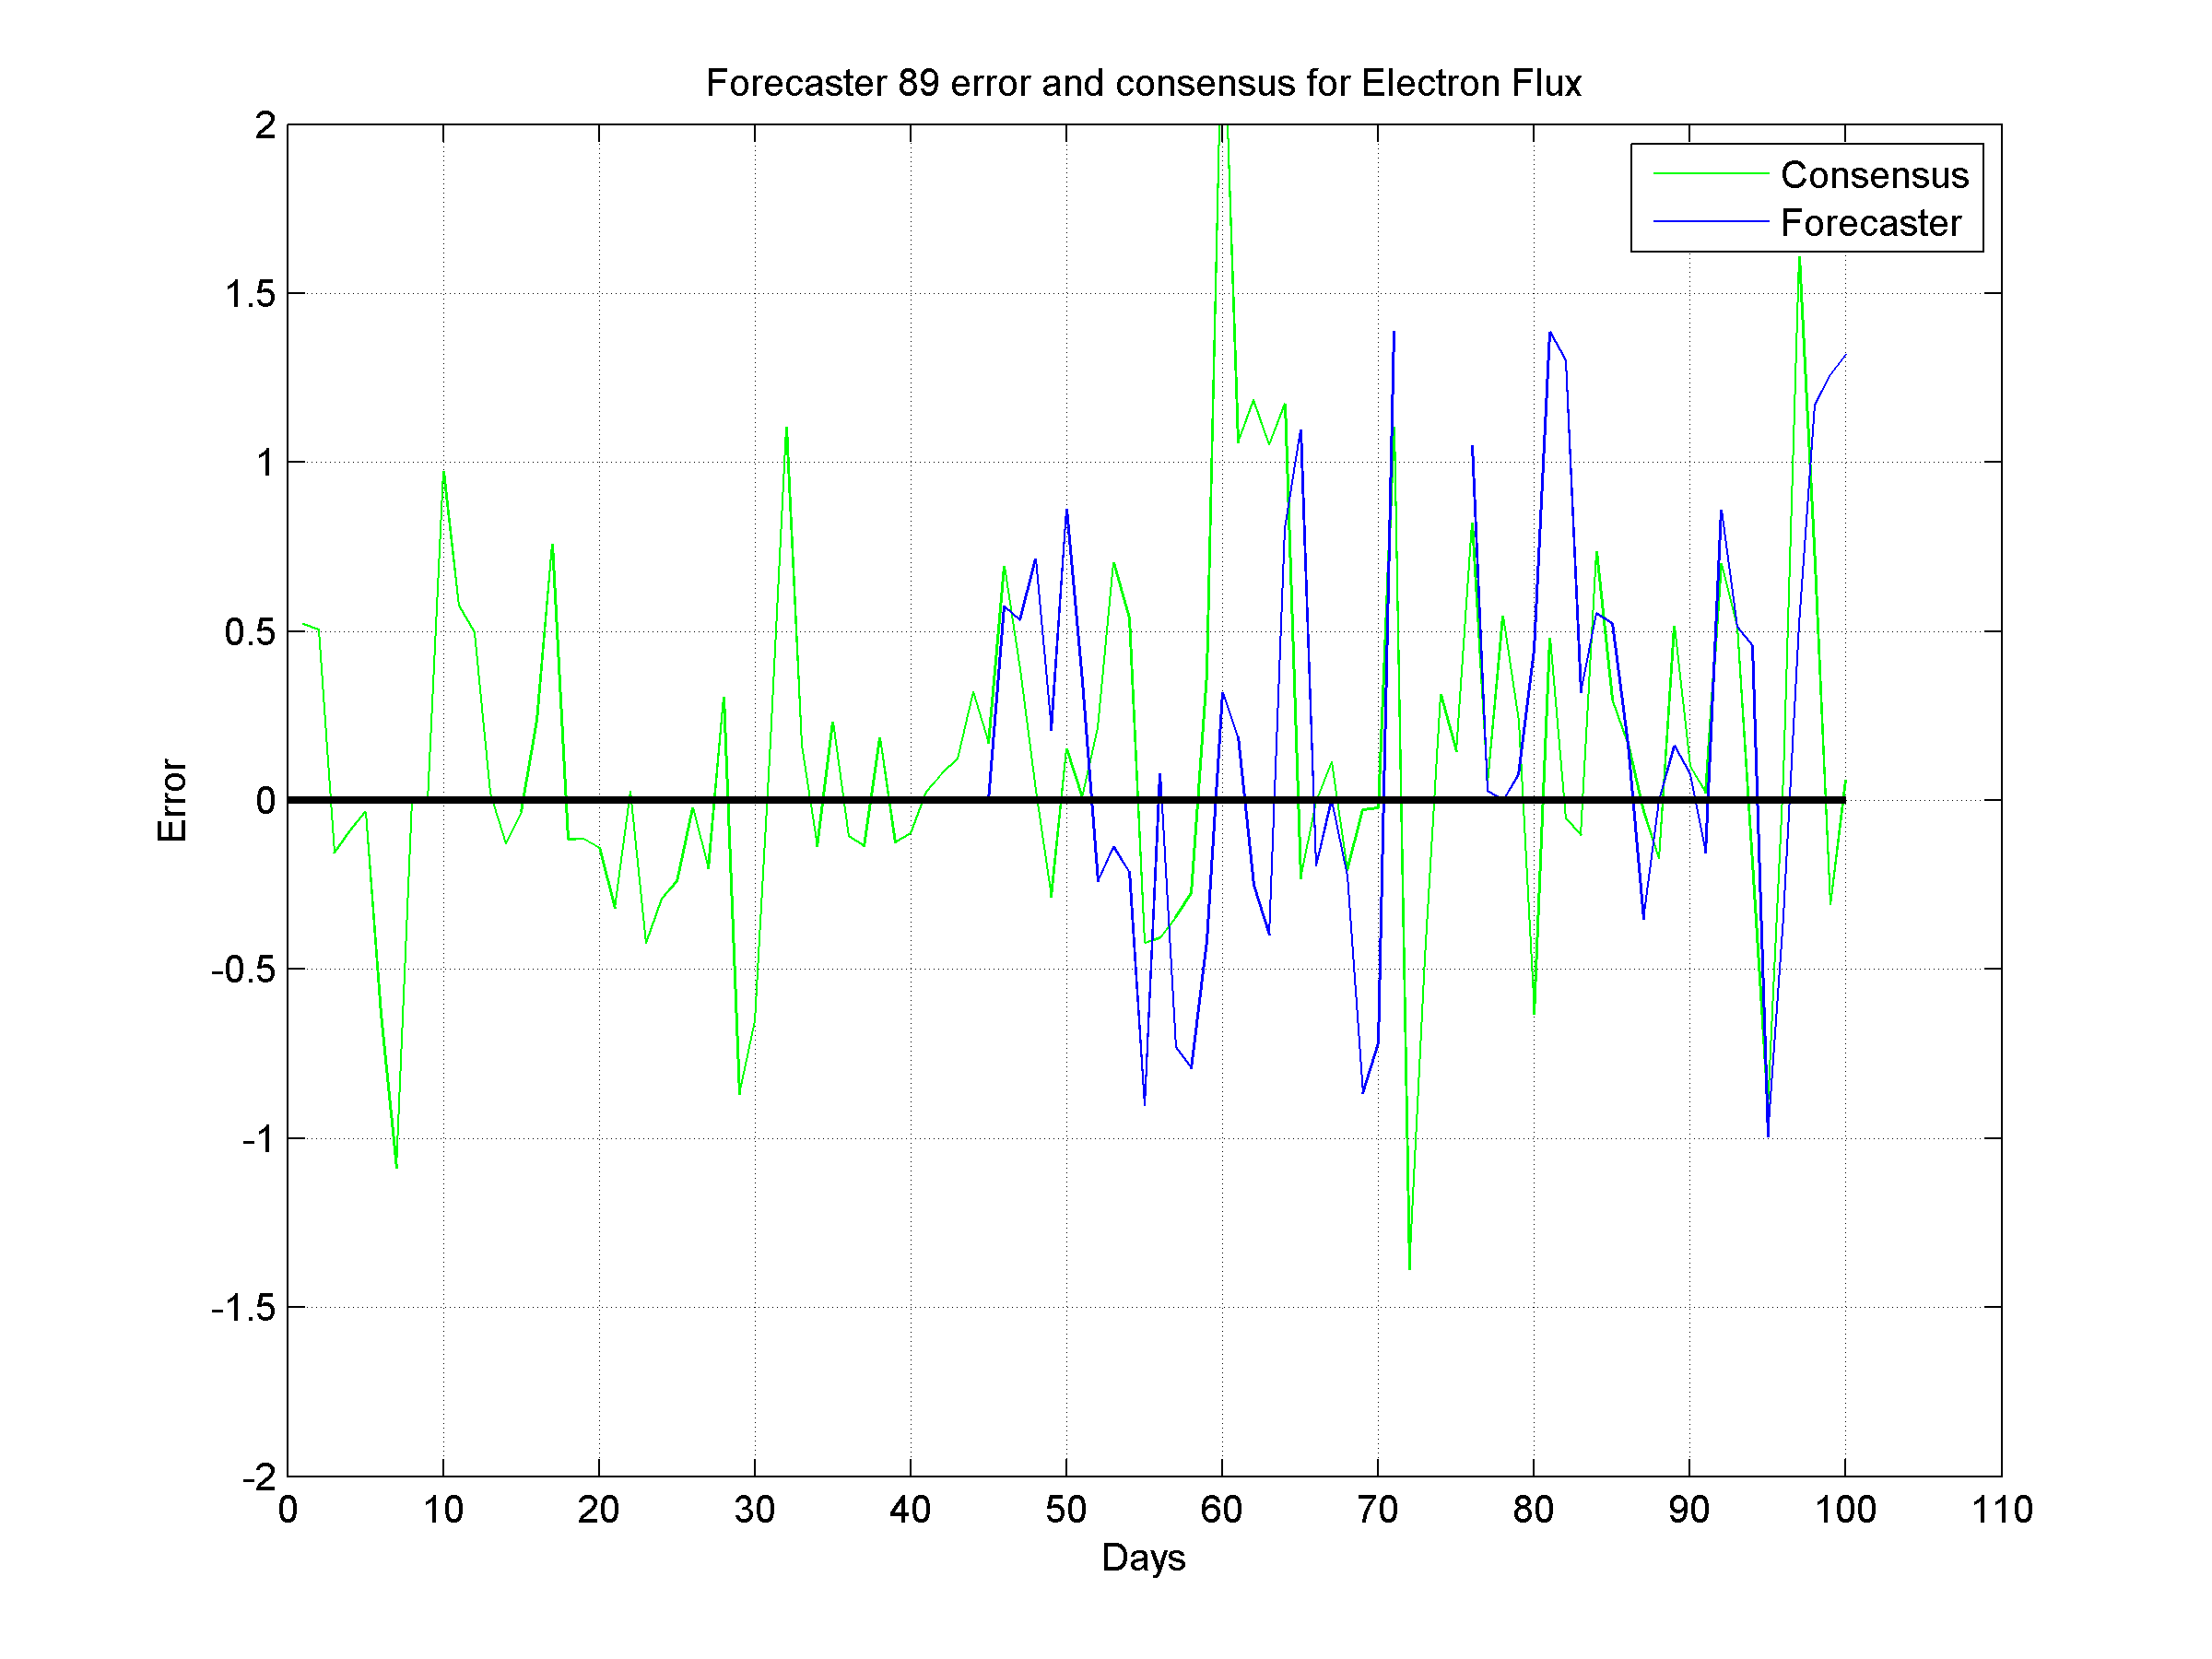 Forecaster 89 error and consensus for Electron Flux
2
1.5
1
0.5
0
-0.5
-1
-1.5
-2
Error
Consensus
Forecaster
0 10 20 30 40 50 60 70 80 90 100 110
Days